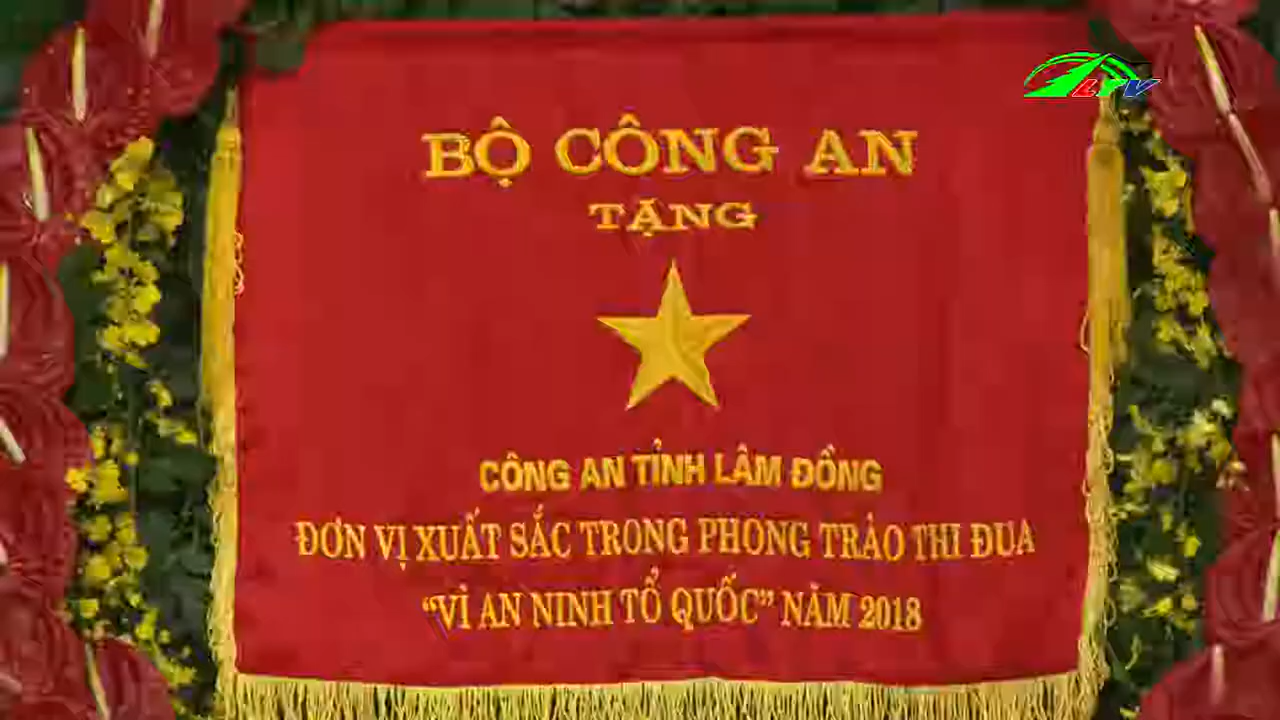 LTV
BỘ CÔNG AN
TẶNG
CÔNG AN TỈNH LÂM ĐỒNG
ĐƠN VỊ XUẤT SẮC TRONG PHONG TRÀO THI ĐUA
“VÌ AN NINH TỔ QUỐC” NĂM 2018